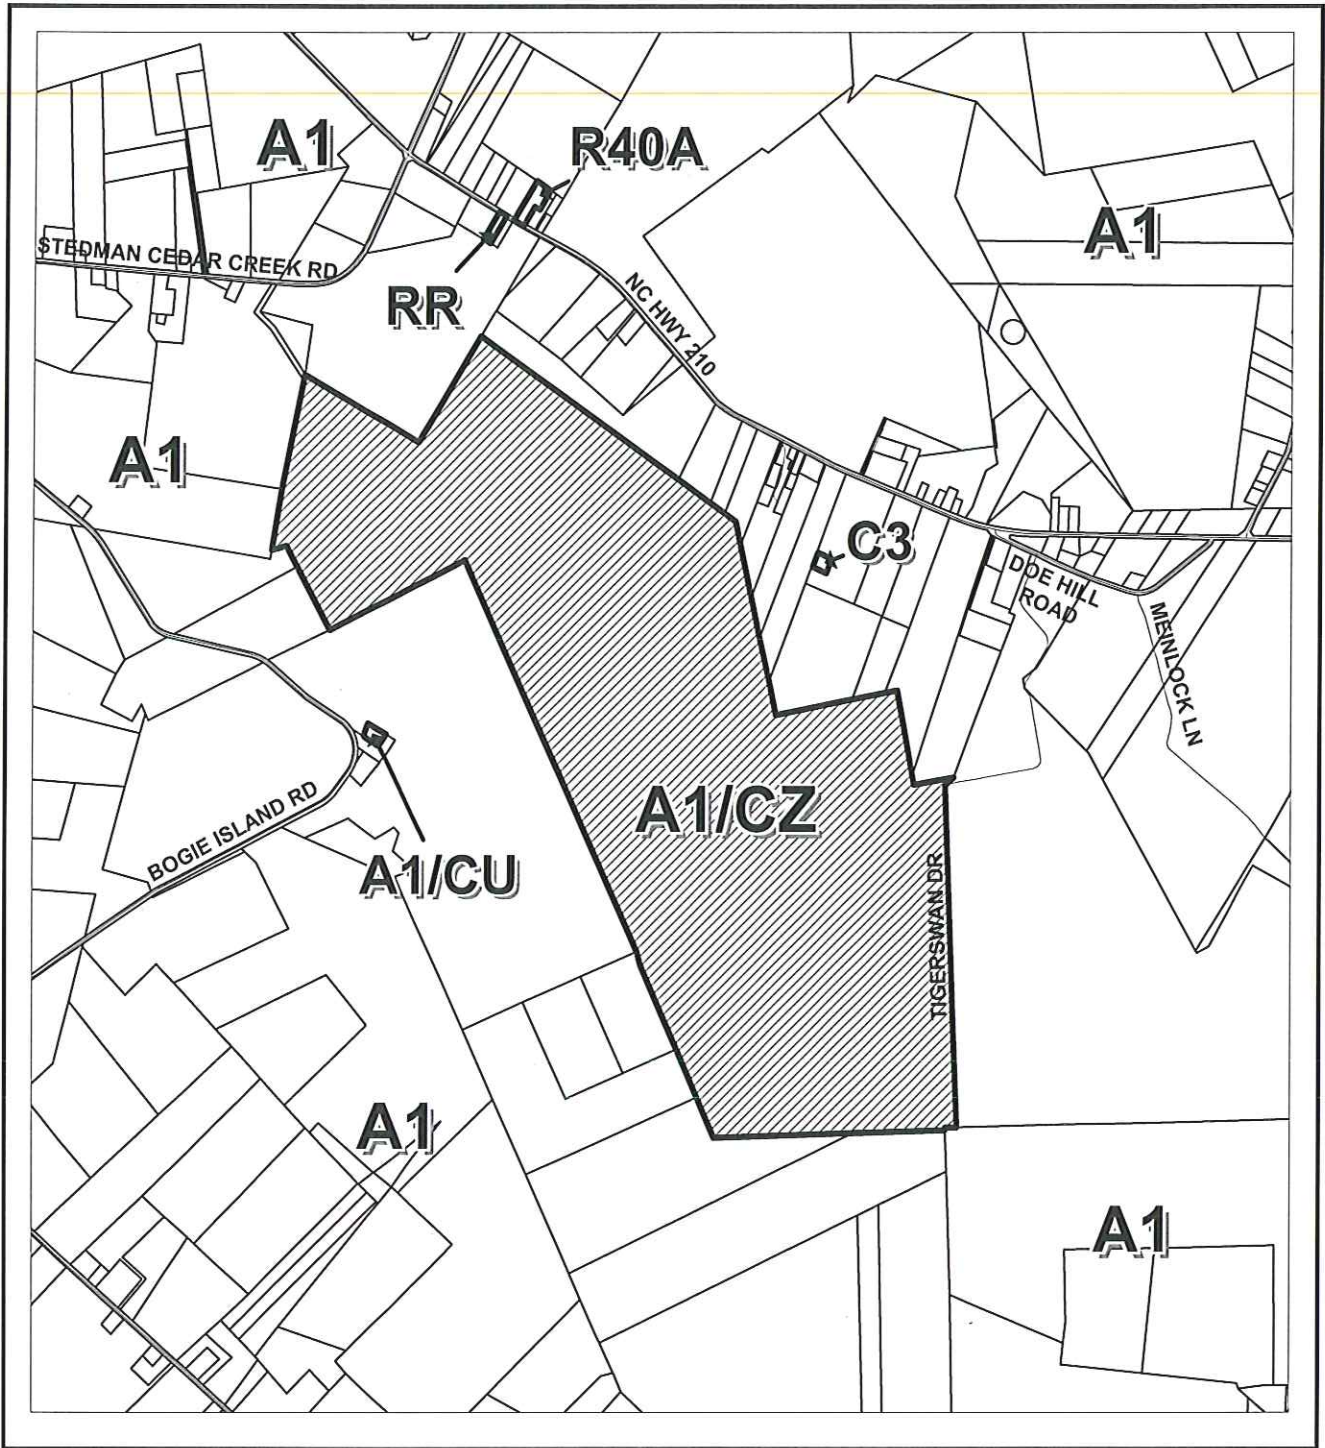 A1
R40A
A1
STEDMAN CEDAR CREEK RD
RR
NC HWY 210
A1
C3
DOE HILL
ROAD
MEINLOCK LN
A1/CZ
BOGIE ISLAND RD
A1/CU
TIGERSWAN DR
A1
A1